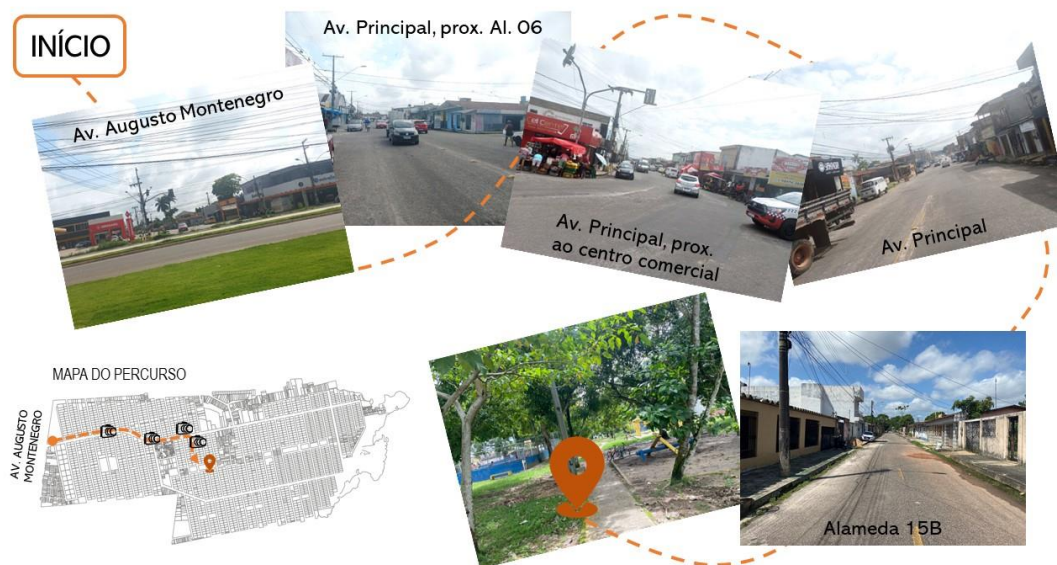 INÍCIO
Av. Augusto Montenegro
Av. Principal, prox. Al. 06
Av. Principal, prox.
ao centro comercial
Av. Principal
Alameda 15B
MAPA DO PERCURSO
AV. AUGUSTO
MONTENEGRO